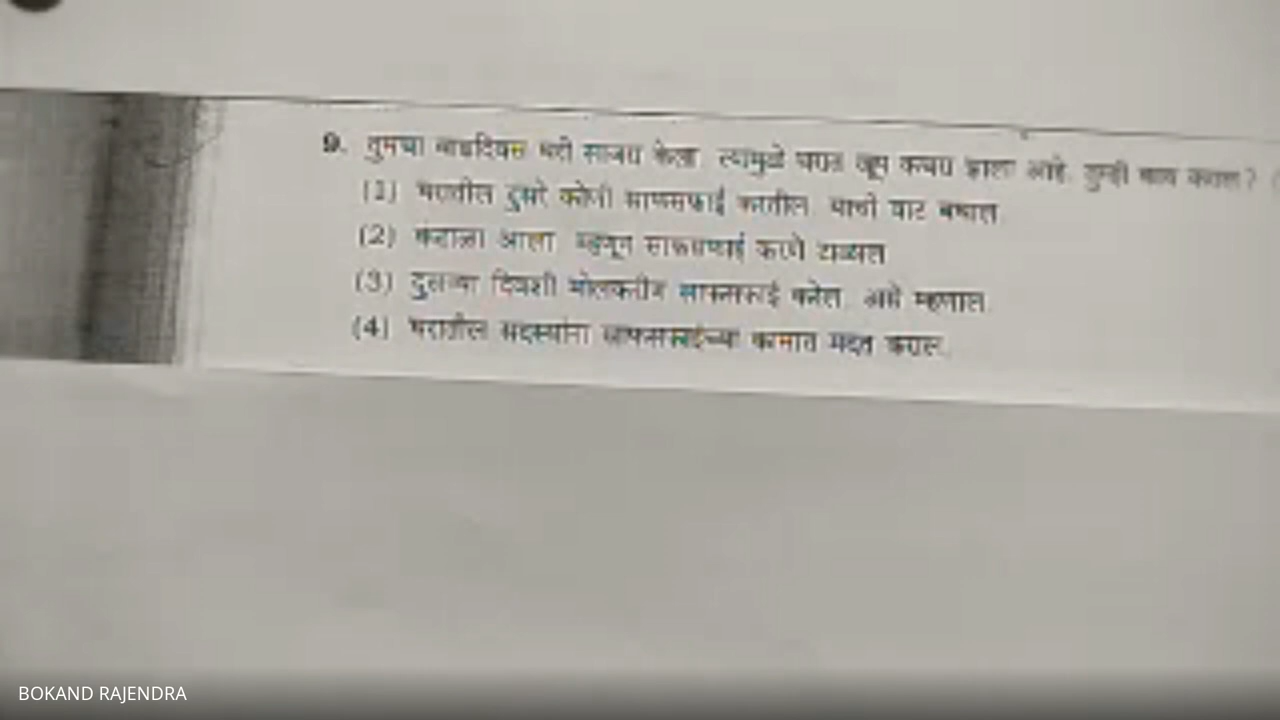 9. तुमचा वाढदिवस घरी साजरा केला. त्यामुळे घरात खूप कचरा झाला आहे. तुम्ही काय कराल? (
(1) घरातील दुसरे कोणी साफसफाई करतील, याची वाट बघाल
(2) कंटाळा आला म्हणून साफसफाई करणे टाळाल
(3) दुसऱ्या दिवशी मोलकरीण साफसफाई करेल, असे म्हणाल
(4) घरातील सदस्यांना साफसफाईच्या कामात मदत कराल.
BOKAND RAJENDRA